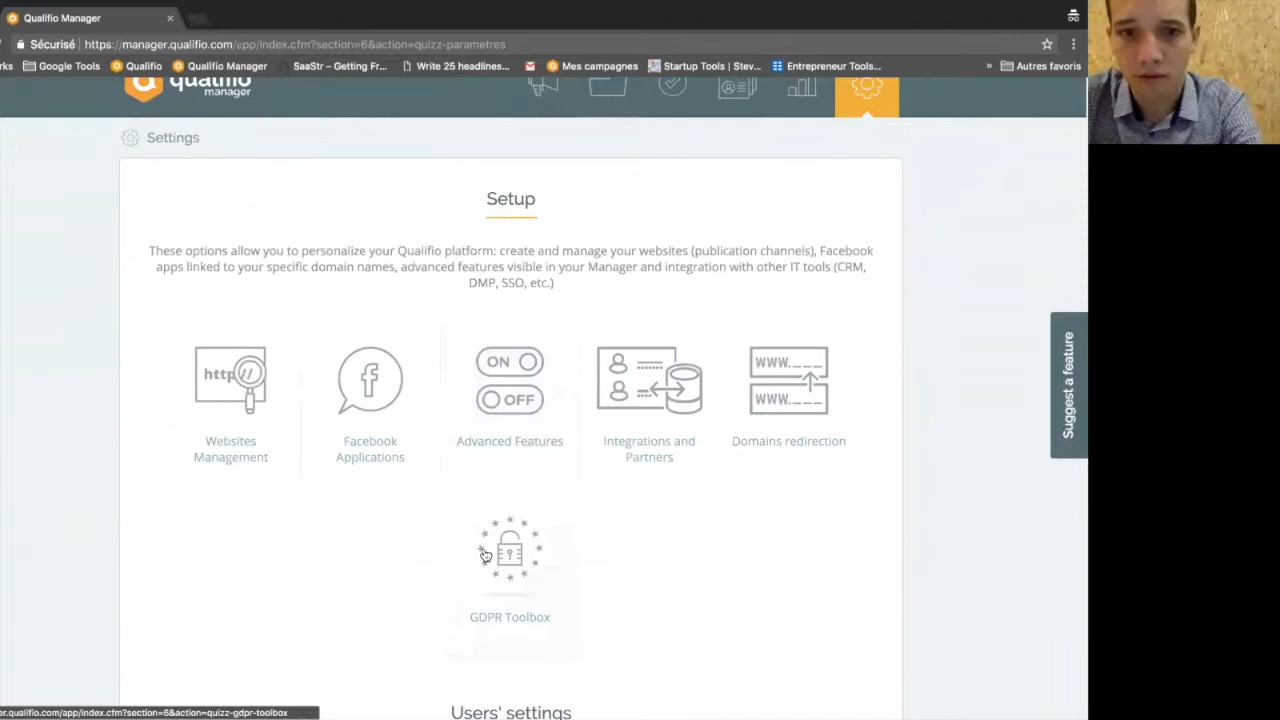 Qualifio Manager
Sécurisé https://manager.qualifio.com/app/index.cfm?section=6&action=quizz-parametres
rks Google Tools Qualifio Qualifio Manager SaaStr – Getting Fr... Write 25 headlines... Mes campagnes Startup Tools | Stev... Entrepreneur Tools... » Autres favoris
qualifio
manager
Settings
Setup
These options allow you to personalize your Qualifio platform: create and manage your websites (publication channels), Facebook
apps linked to your specific domain names, advanced features visible in your Manager and integration with other IT tools (CRM,
DMP, SSO, etc.)
http://
ON
OFF
WWW.___
WWW.___
Websites
Management
Facebook
Applications
Advanced Features
Integrations and
Partners
Domains redirection
Suggest a feature
GDPR Toolbox
Users' settings
er.qualifio.com/app/index.cfm?section=6&action=quizz-gdpr-toolbox